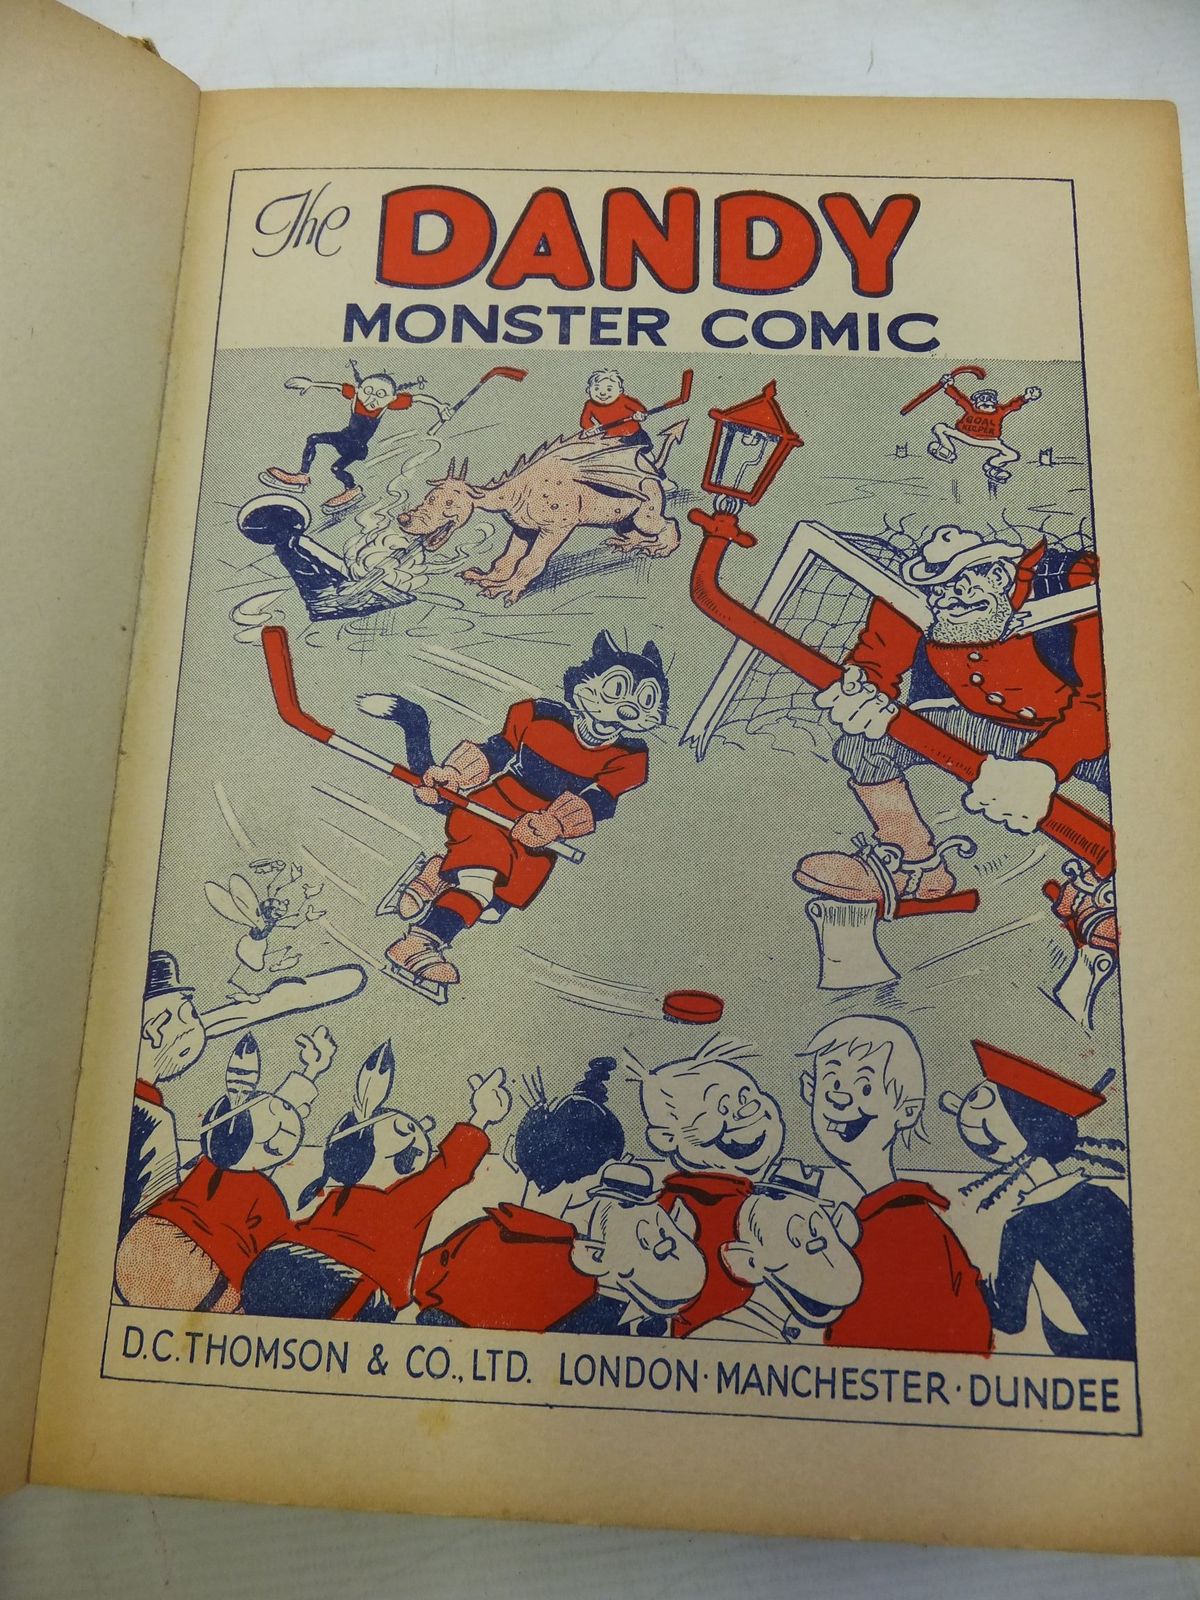 The DANDY
MONSTER COMIC
GOAL
KEEPER
D.C. THOMSON & CO., LTD. LONDON · MANCHESTER · DUNDEE